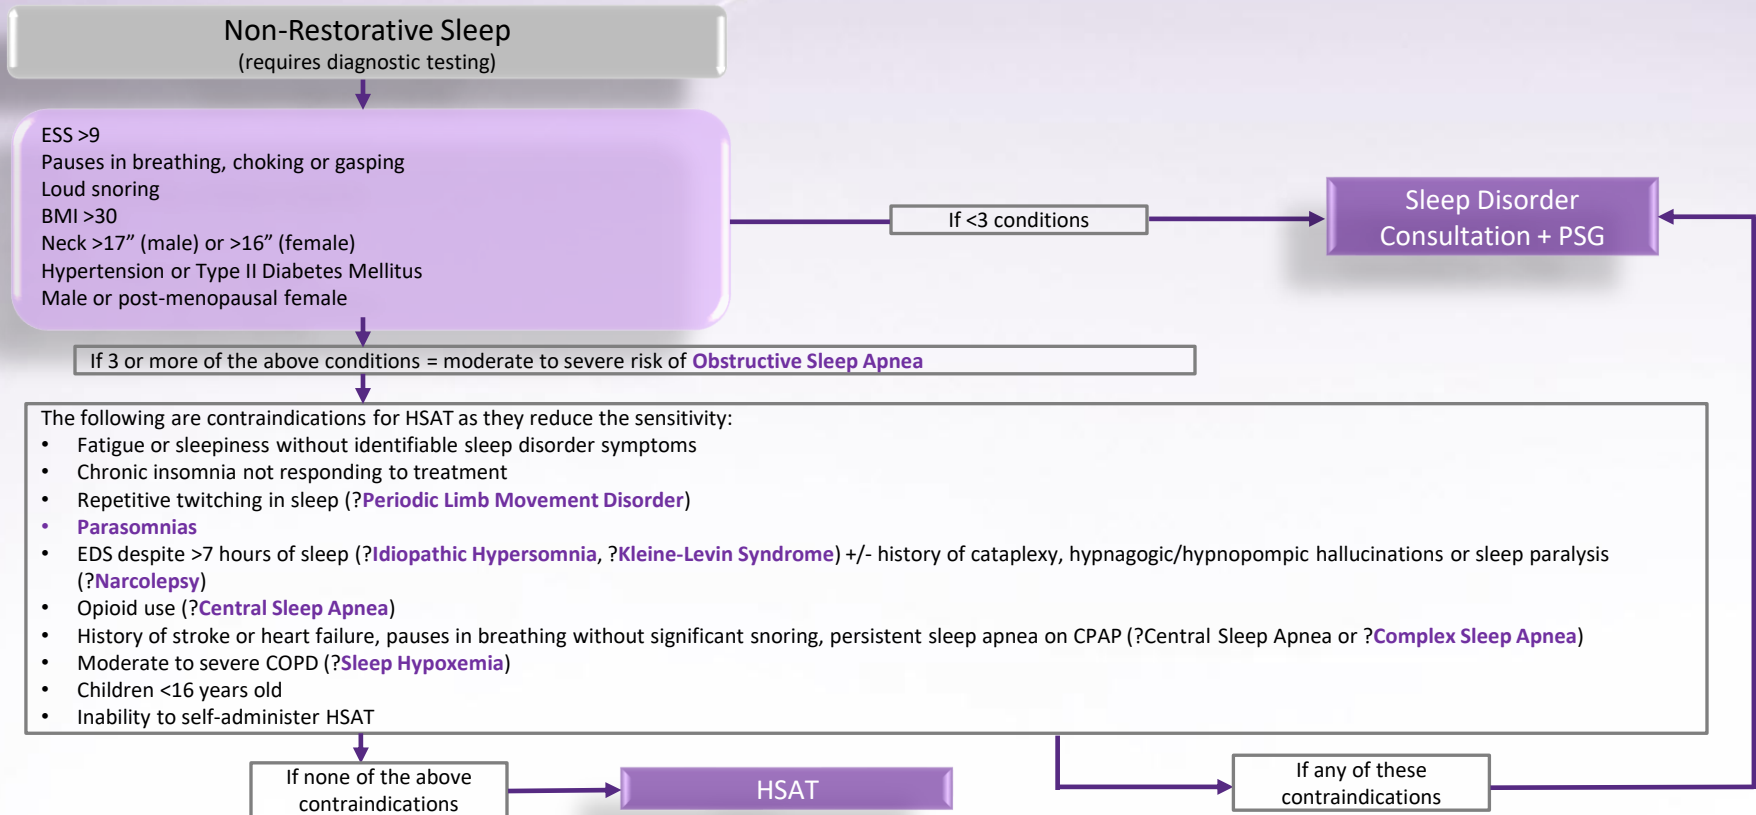 Non-Restorative Sleep
(requires diagnostic testing)
ESS >9
Pauses in breathing, choking or gasping
Loud snoring
BMI >30
Neck >17” (male) or >16” (female)
Hypertension or Type II Diabetes Mellitus
Male or post-menopausal female
If <3 conditions
Sleep Disorder
Consultation + PSG
If 3 or more of the above conditions = moderate to severe risk of Obstructive Sleep Apnea
The following are contraindications for HSAT as they reduce the sensitivity:
• Fatigue or sleepiness without identifiable sleep disorder symptoms
• Chronic insomnia not responding to treatment
• Repetitive twitching in sleep (?Periodic Limb Movement Disorder)
• Parasomnias
• EDS despite >7 hours of sleep (?Idiopathic Hypersomnia, ?Kleine-Levin Syndrome) +/- history of cataplexy, hypnagogic/hypnopompic hallucinations or sleep paralysis
(?Narcolepsy)
• Opioid use (?Central Sleep Apnea)
• History of stroke or heart failure, pauses in breathing without significant snoring, persistent sleep apnea on CPAP (?Central Sleep Apnea or ?Complex Sleep Apnea)
• Moderate to severe COPD (?Sleep Hypoxemia)
• Children <16 years old
• Inability to self-administer HSAT
If none of the above
contraindications
HSAT
If any of these
contraindications